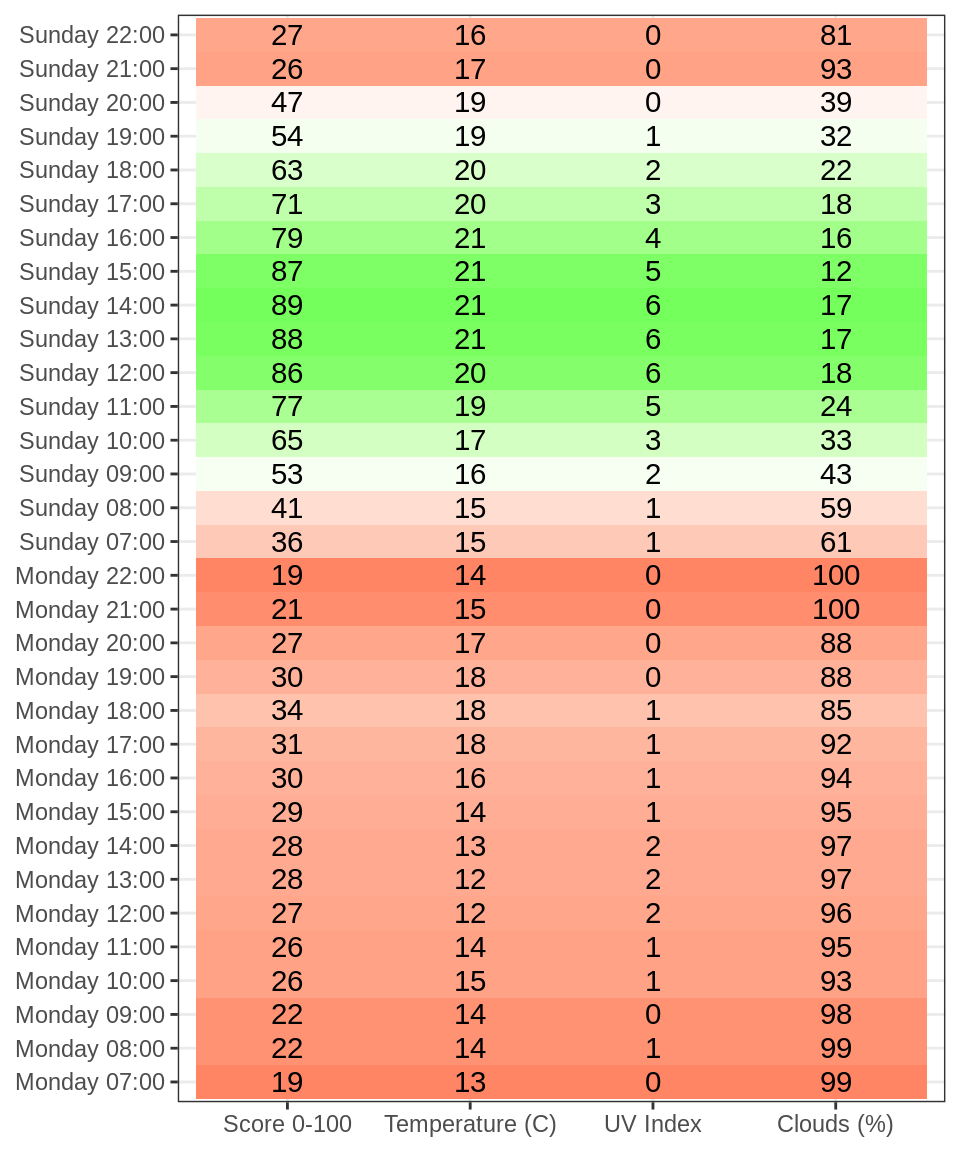 Sunday 22:00 27 16 0 81
Sunday 21:00 26 17 0 93
Sunday 20:00 47 19 0 39
Sunday 19:00 54 19 1 32
Sunday 18:00 63 20 2 22
Sunday 17:00 71 20 3 18
Sunday 16:00 79 21 4 16
Sunday 15:00 87 21 5 12
Sunday 14:00 89 21 6 17
Sunday 13:00 88 21 6 17
Sunday 12:00 86 20 6 18
Sunday 11:00 77 19 5 24
Sunday 10:00 65 17 3 33
Sunday 09:00 53 16 2 43
Sunday 08:00 41 15 1 59
Sunday 07:00 36 15 1 61
Monday 22:00 19 14 0 100
Monday 21:00 21 15 0 100
Monday 20:00 27 17 0 88
Monday 19:00 30 18 0 88
Monday 18:00 34 18 1 85
Monday 17:00 31 18 1 92
Monday 16:00 30 16 1 94
Monday 15:00 29 14 1 95
Monday 14:00 28 13 2 97
Monday 13:00 28 12 2 97
Monday 12:00 27 12 2 96
Monday 11:00 26 14 1 95
Monday 10:00 26 15 1 93
Monday 09:00 22 14 0 98
Monday 08:00 22 14 1 99
Monday 07:00 19 13 0 99
Score 0-100 Temperature (C) UV Index Clouds (%)